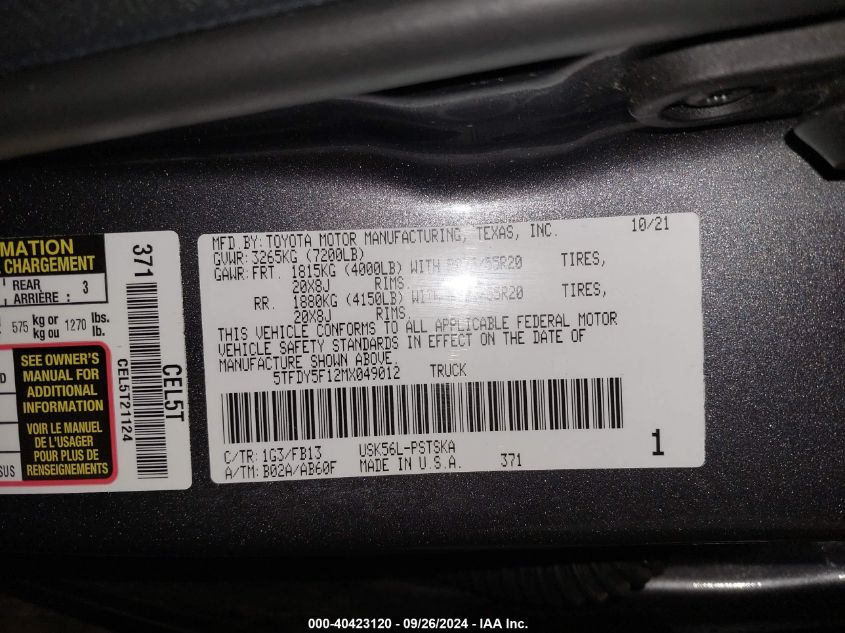 RMATION
CHARGEMENT
REAR
ARRIÈRE : 3
575 kg or
kg ou 1270 lbs.
lb.
SEE OWNER'S
MANUAL FOR
ADDITIONAL
INFORMATION
VOIR LE MANUEL
DE L'USAGER
POUR PLUS DE
RENSEIGNEMENTS
371
CEL5T21124
CEL5T
MFD.BY:TOYOTA MOTOR MANUFACTURING, TEXAS, INC. 10/21
GVWR:3265KG (7200LB)
GAWR:FRT. 1815KG (4000LB) WITH 55R20 TIRES,
20X8J RIMS.
RR. 1880KG (4150LB) WITH 55R20 TIRES,
20X8J RIMS.
THIS VEHICLE CONFORMS TO ALL APPLICABLE FEDERAL MOTOR
VEHICLE SAFETY STANDARDS IN EFFECT ON THE DATE OF
MANUFACTURE SHOWN ABOVE.
5TFDY5F12MX049012 TRUCK
C/TR:1G3/FB13 USK56L-PSTSKA
A/TM:B02A/AB60F MADE IN U.S.A. 371
1
000-40423120 - 09/26/2024 - IAA Inc.